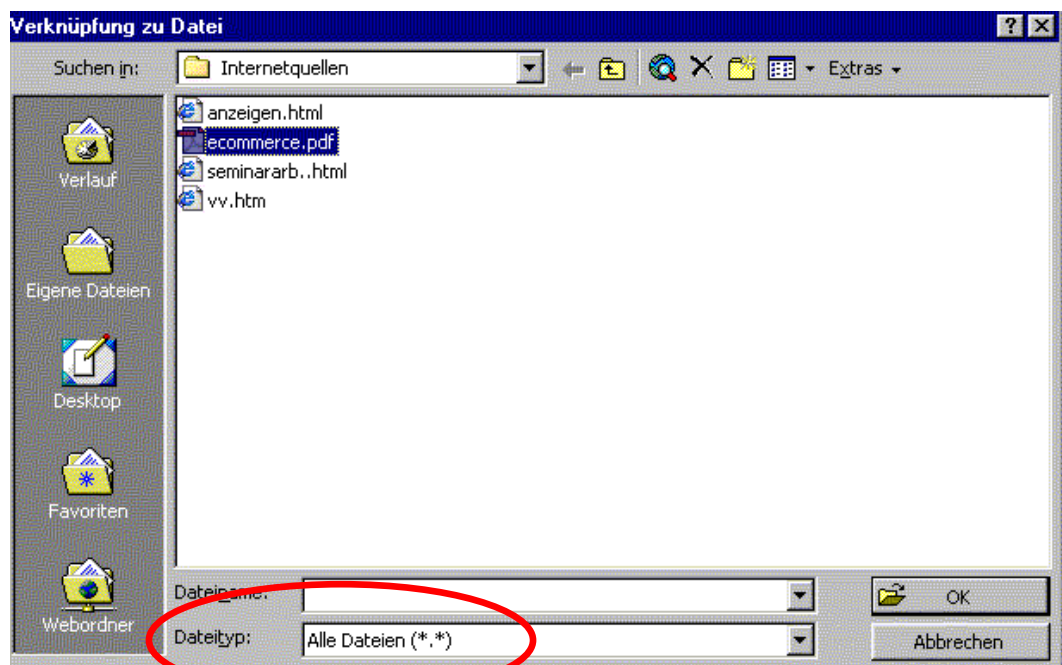 Verknüpfung zu Datei
Suchen in: Internetquellen Extras
anzeigen.html
ecommerce.pdf
seminararb..html
vv.htm
Verlauf
Eigene Dateien
Desktop
Favoriten
Webordner
Dateiname: OK
Dateityp: Alle Dateien (*.*) Abbrechen